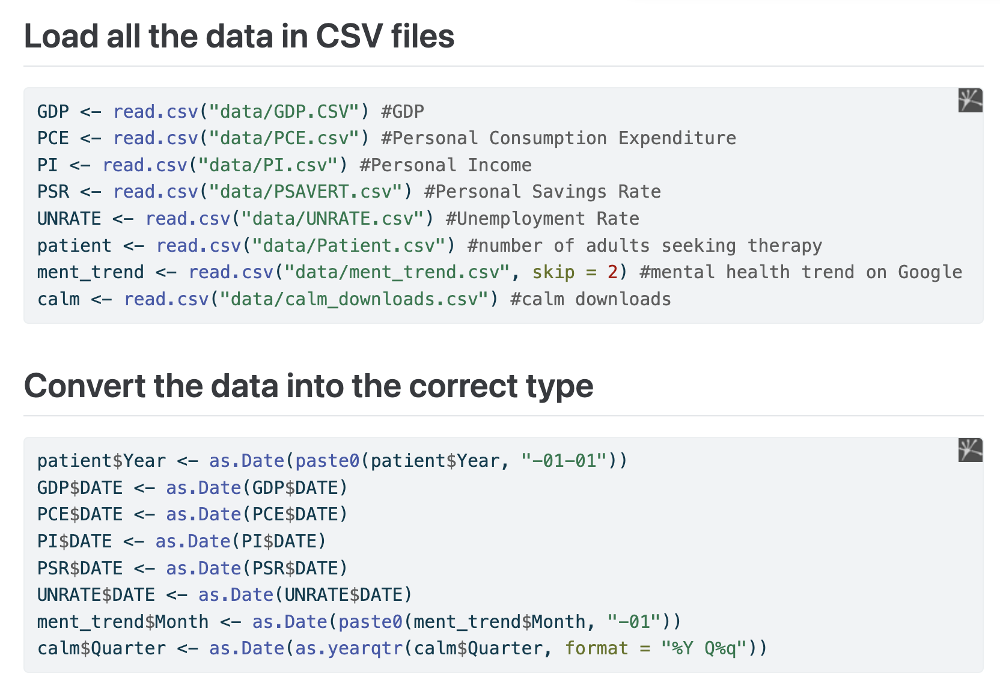 Load all the data in CSV files
GDP <- read.csv("data/GDP.CSV") #GDP
PCE <- read.csv("data/PCE.csv") #Personal Consumption Expenditure
PI <- read.csv("data/PI.csv") #Personal Income
PSR <- read.csv("data/PSAVERT.csv") #Personal Savings Rate
UNRATE <- read.csv("data/UNRATE.csv") #Unemployment Rate
patient <- read.csv("data/Patient.csv") #number of adults seeking therapy
ment_trend <- read.csv("data/ment_trend.csv", skip = 2) #mental health trend on Google
calm <- read.csv("data/calm_downloads.csv") #calm downloads
Convert the data into the correct type
patient$Year <- as.Date(paste0(patient$Year, "-01-01"))
GDP$DATE <- as.Date(GDP$DATE)
PCE$DATE <- as.Date(PCE$DATE)
PI$DATE <- as.Date(PI$DATE)
PSR$DATE <- as.Date(PSR$DATE)
UNRATE$DATE <- as.Date(UNRATE$DATE)
ment_trend$Month <- as.Date(paste0(ment_trend$Month, "-01"))
calm$Quarter <- as.Date(as.yearqtr(calm$Quarter, format = "%Y Q%q"))